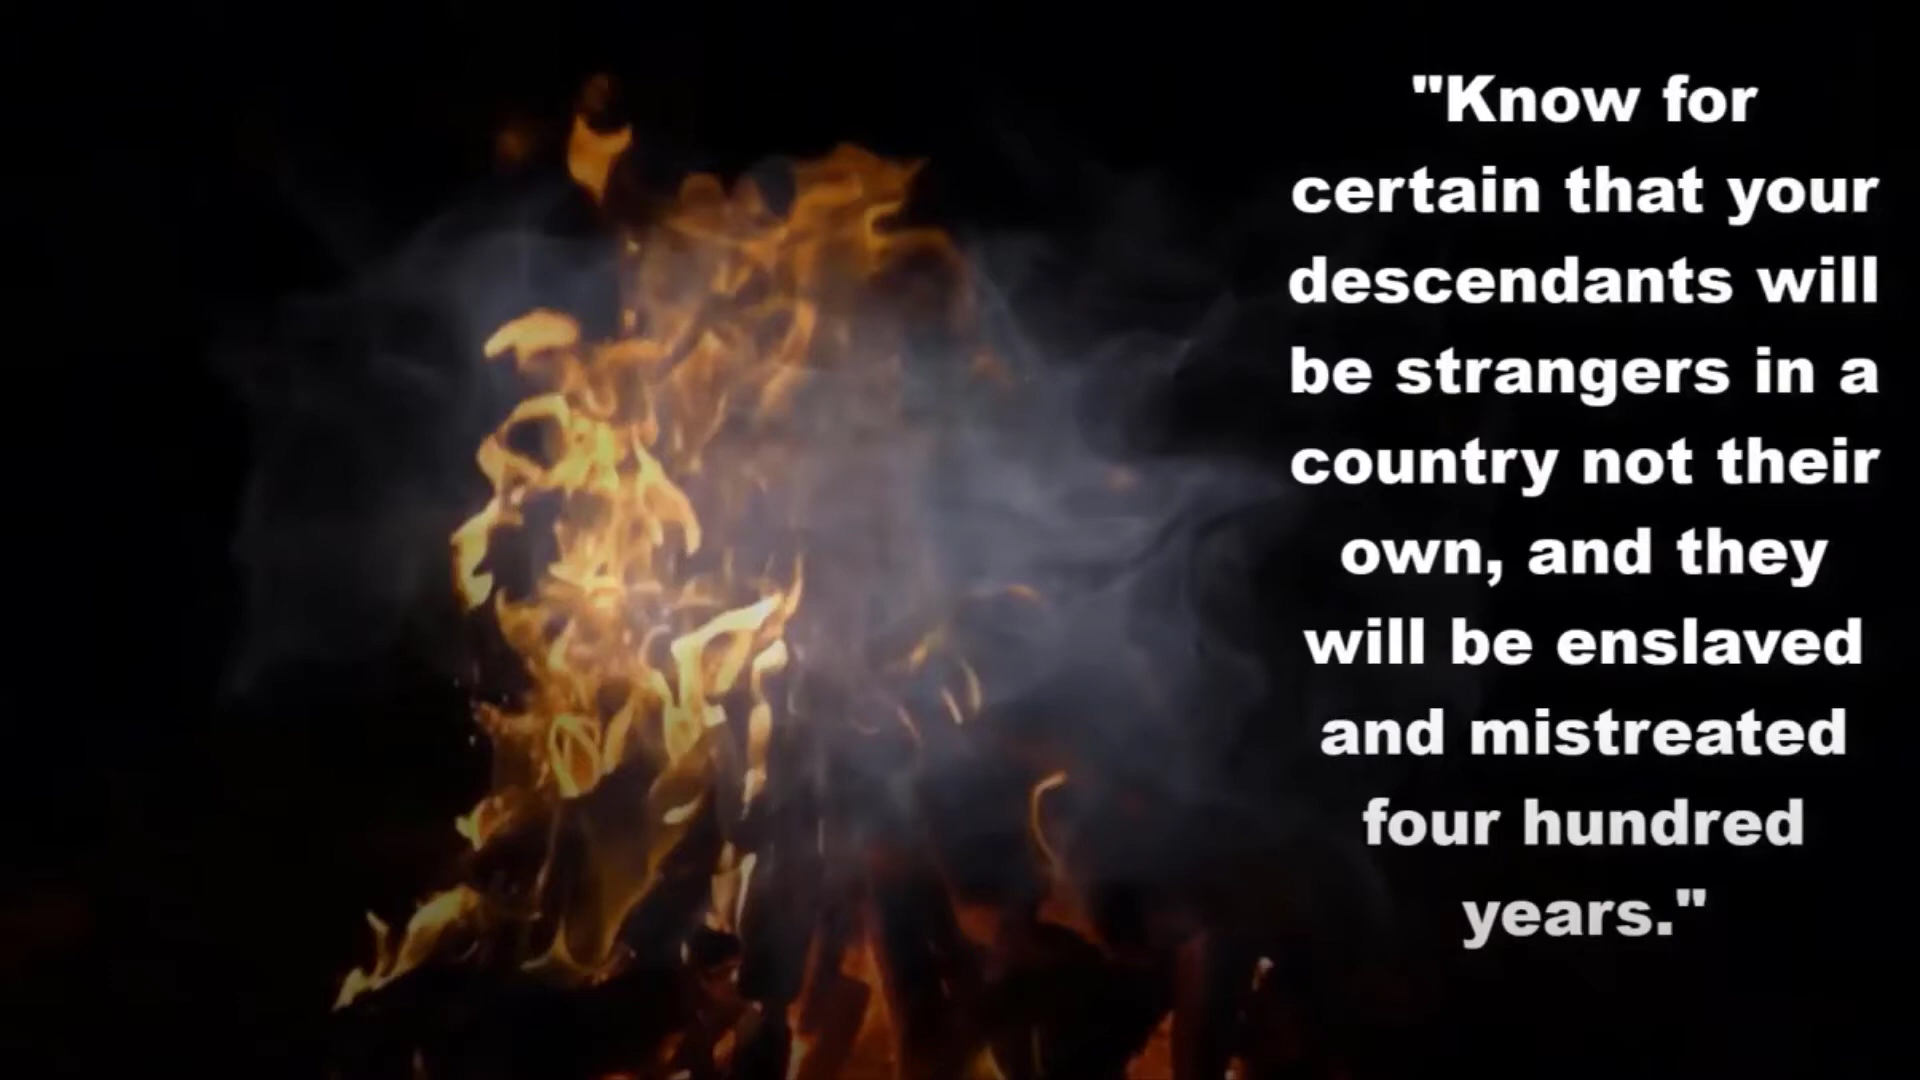 "Know for
certain that your
descendants will
be strangers in a
country not their
own, and they
will be enslaved
and mistreated
four hundred
years."